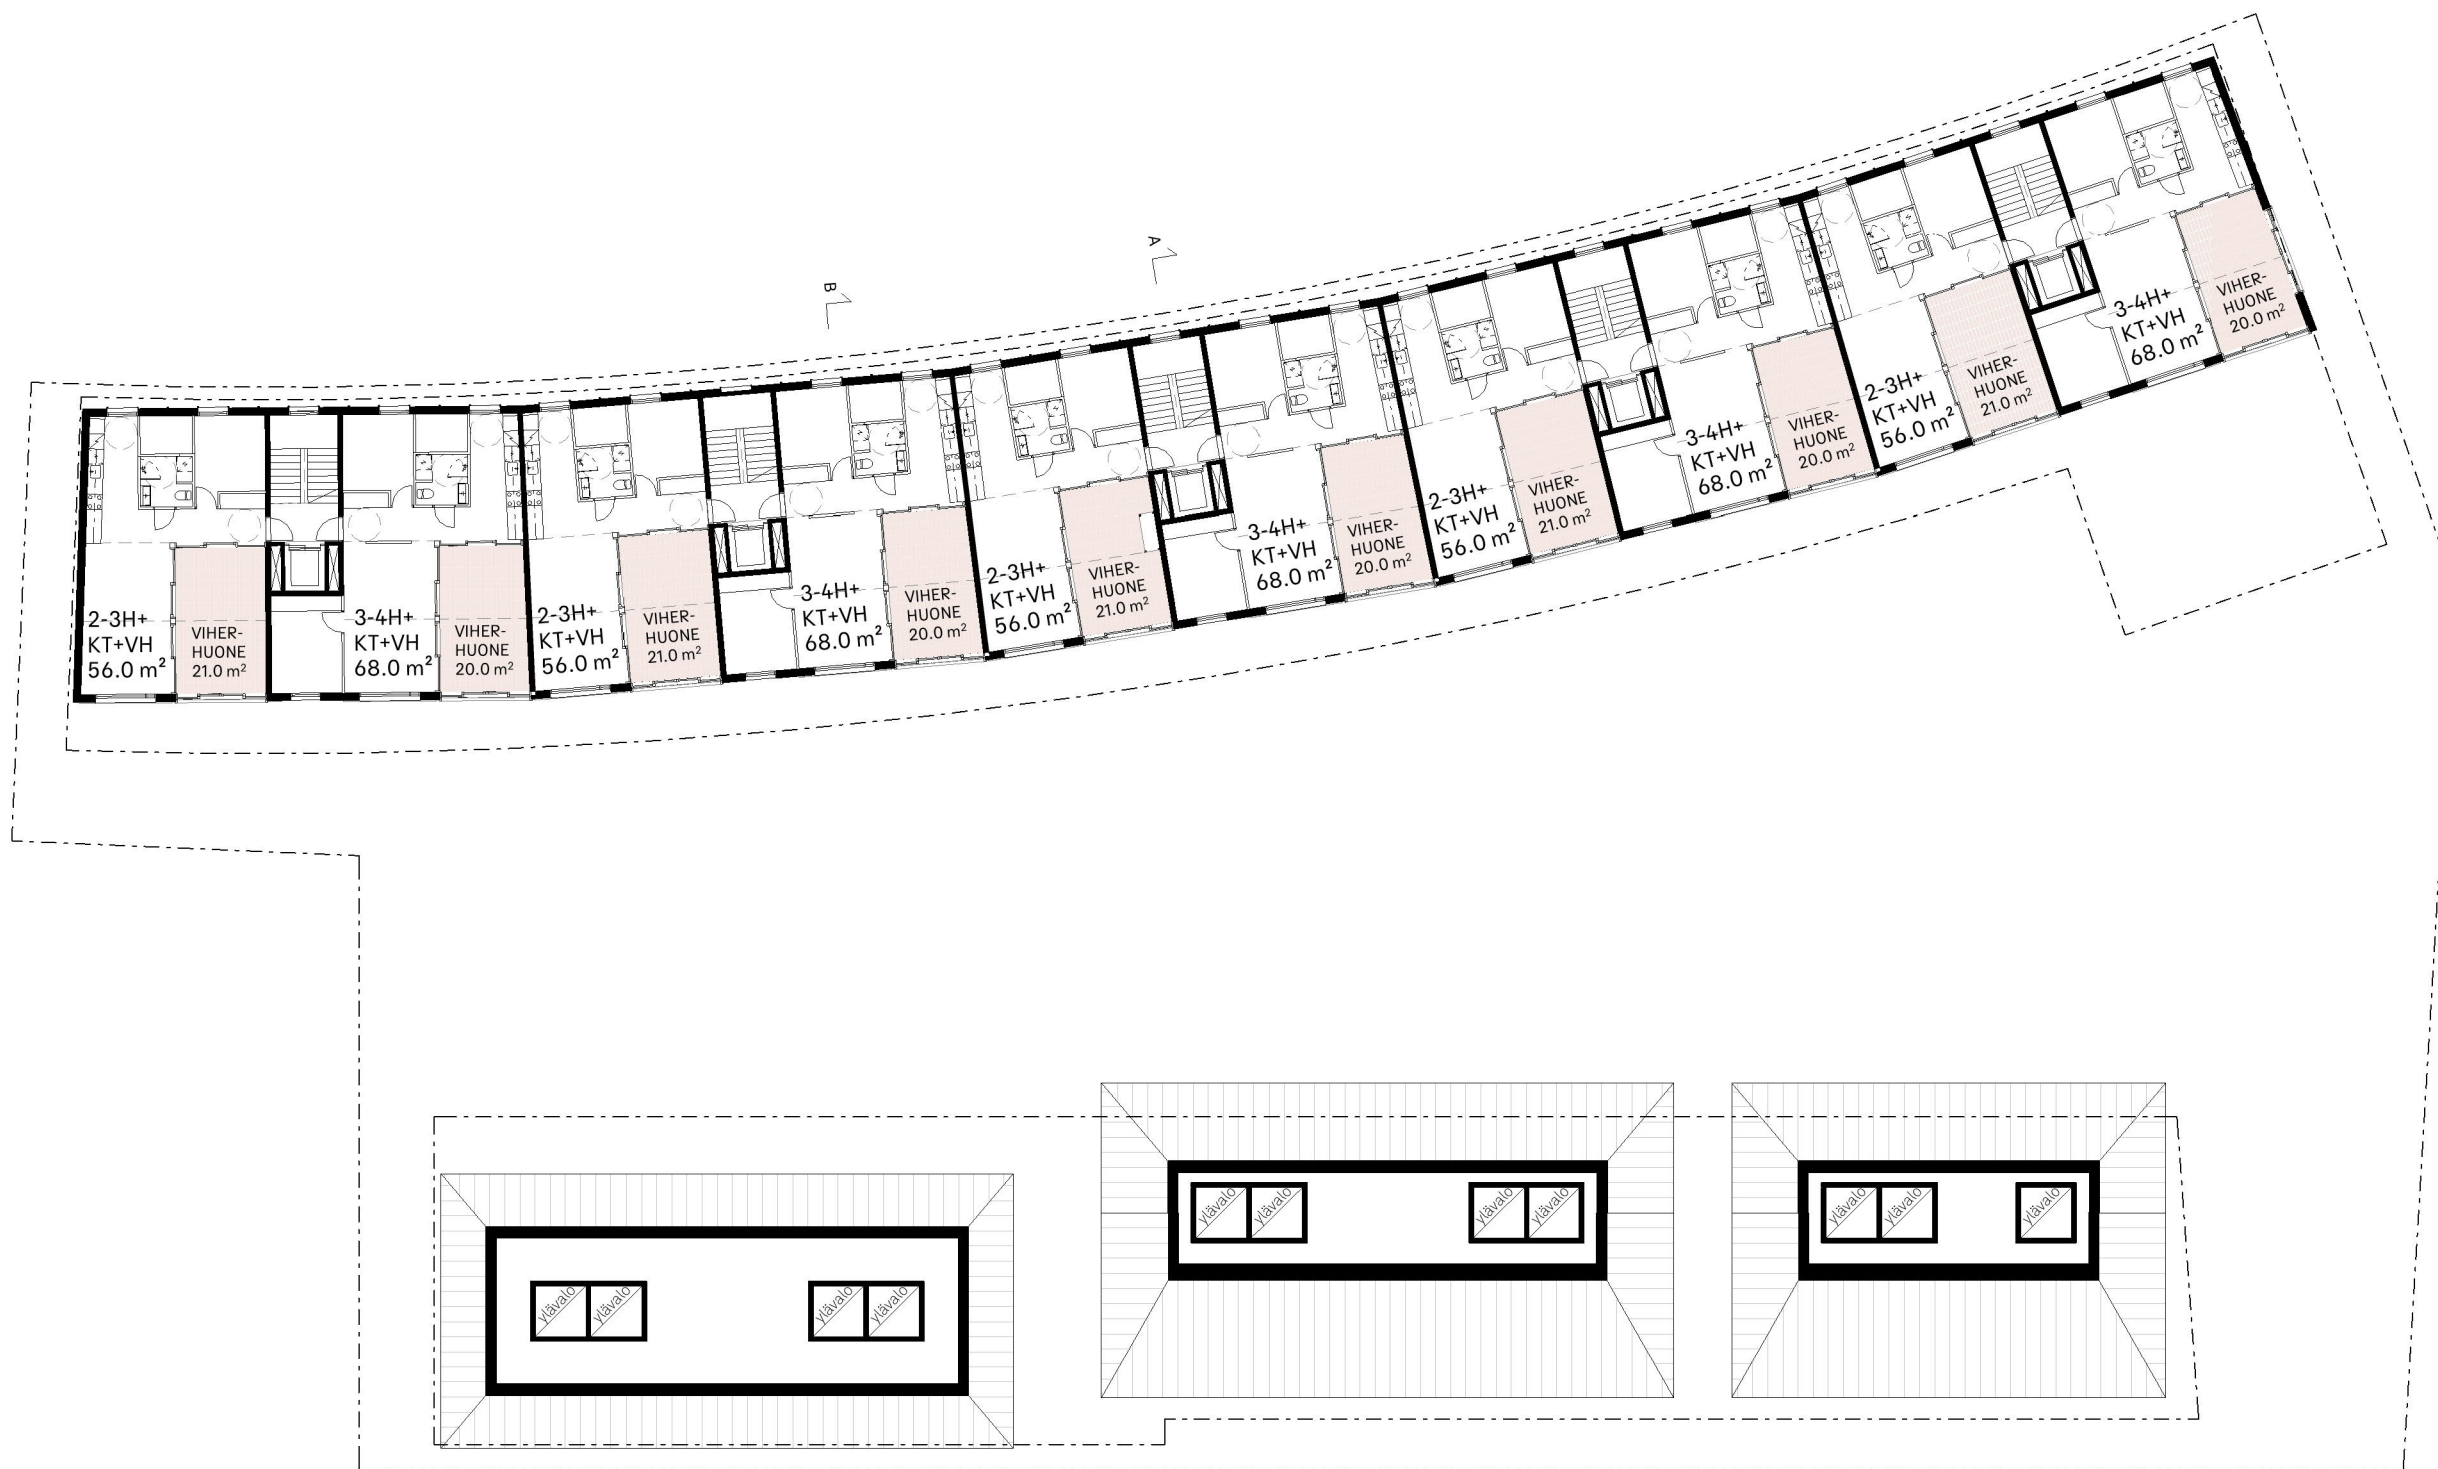 A
B
2-3H+
KT+VH
56.0 m²
VIHER-
HUONE
21.0 m²
3-4H+
KT+VH
68.0 m²
VIHER-
HUONE
20.0 m²
2-3H+
KT+VH
56.0 m²
VIHER-
HUONE
21.0 m²
3-4H+
KT+VH
68.0 m²
VIHER-
HUONE
20.0 m²
2-3H+
KT+VH
56.0 m²
VIHER-
HUONE
21.0 m²
3-4H+
KT+VH
68.0 m²
VIHER-
HUONE
20.0 m²
2-3H+
KT+VH
56.0 m²
VIHER-
HUONE
21.0 m²
3-4H+
KT+VH
68.0 m²
VIHER-
HUONE
20.0 m²
2-3H+
KT+VH
56.0 m²
VIHER-
HUONE
21.0 m²
3-4H+
KT+VH
68.0 m²
VIHER-
HUONE
20.0 m²
ylävalo
ylävalo
ylävalo
ylävalo
ylävalo
ylävalo
ylävalo
ylävalo
ylävalo
ylävalo
ylävalo